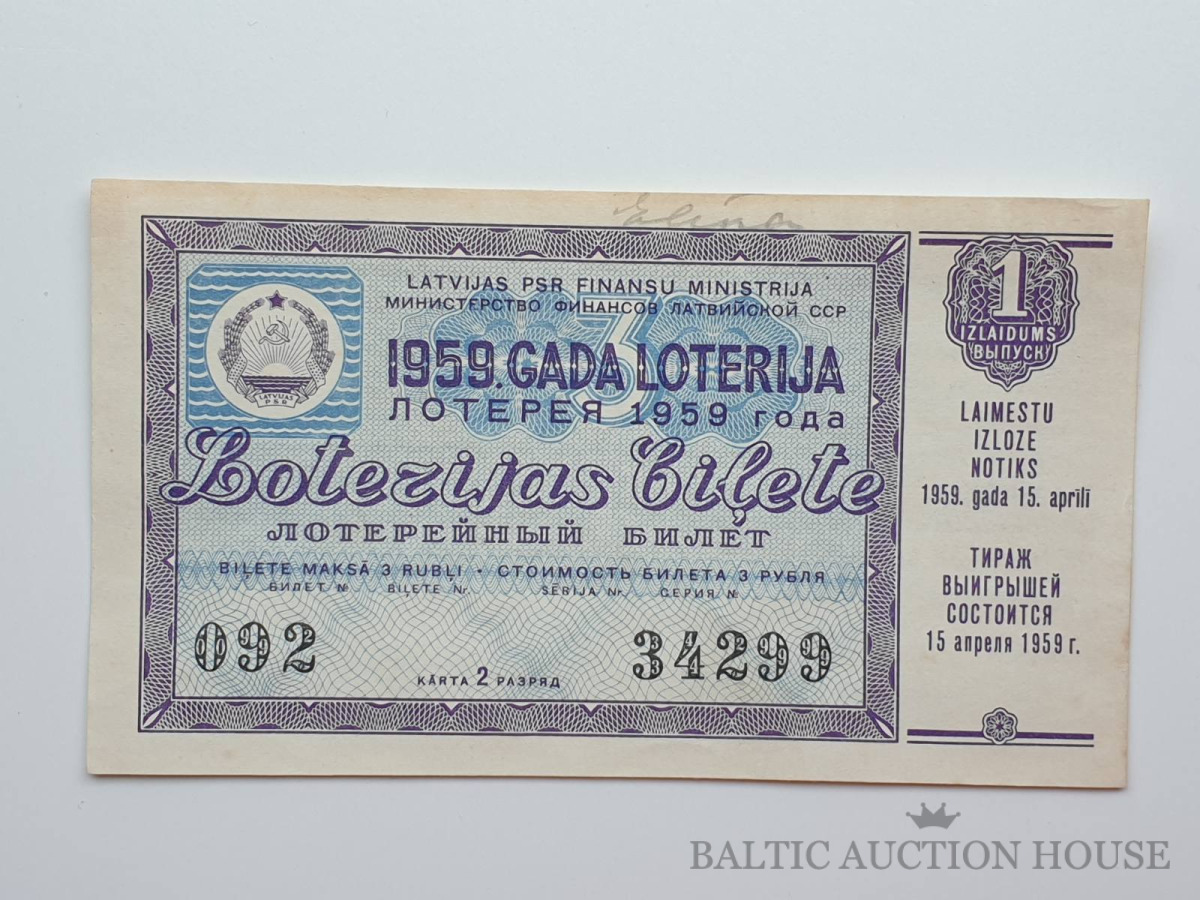 Elina
LATVIJAS PSR FINANSU MINISTRIJA
МИНИСТЕРСТВО ФИНАНСОВ ЛАТВИЙСКОЙ ССР
3
1959. GADA LOTERIJA
ЛОТЕРЕЯ 1959 года
LATVIJAS
PSR
Loterijas biļete
ЛОТЕРЕЙНЫЙ БИЛЕТ
BIĻETE MAKSĀ 3 RUBĻI • СТОИМОСТЬ БИЛЕТА 3 РУБЛЯ
БИЛЕТ № BIĻETE Nr. SĒRIJA Nr. СЕРИЯ №
092 34299
KĀRTA 2 РАЗРЯД
1
IZLAIDUMS
ВЫПУСК
LAIMESTU
IZLOZE
NOTIKS
1959. gada 15. aprīlī
ТИРАЖ
ВЫИГРЫШЕЙ
СОСТОИТСЯ
15 апреля 1959 г.
BALTIC AUCTION HOUSE